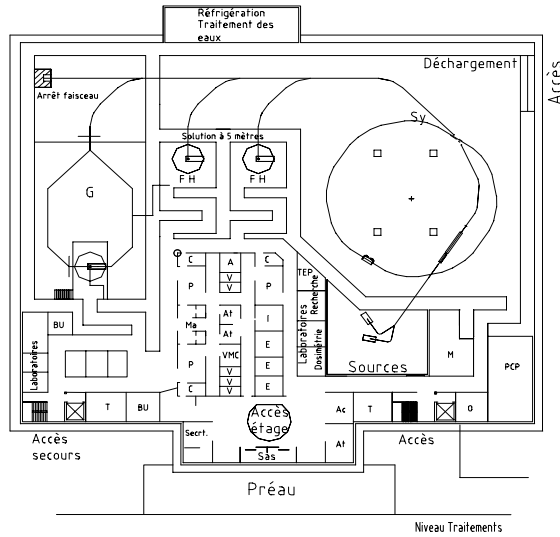 Réfrigération
Traitement des
eaux
Déchargement
Accès
Arrêt faisceau
Sy
Solution à 5 mètres
G
F H
F H
C
A
C
TEP
V
V
P
P
Recherche
Laboratoires
Dosimétrie
At
I
Ma
At
E
BU
Laboratoires
P
VMC
E
M
PCP
Sources
V
V
C
E
T
BU
Accès
étage
Ac
T
O
Secrt.
At
Accès
secours
Accès
Sas
Préau
Niveau Traitements